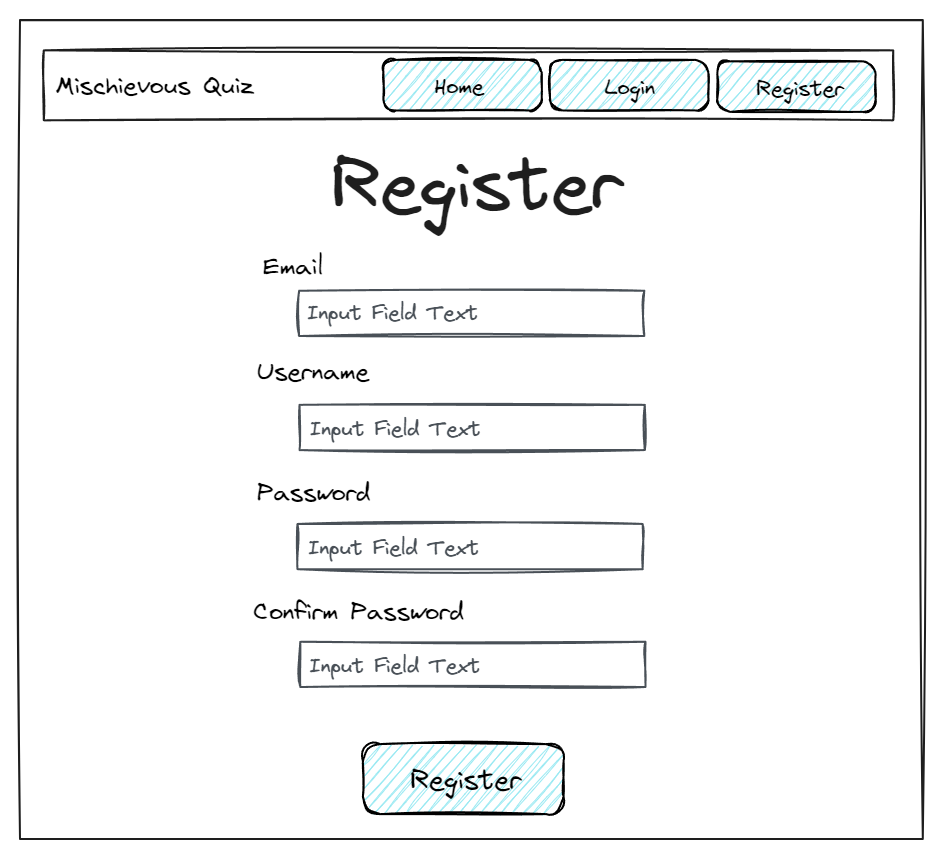 Mischievous Quiz Home Login Register
Register
Email
Input Field Text
Username
Input Field Text
Password
Input Field Text
Confirm Password
Input Field Text
Register